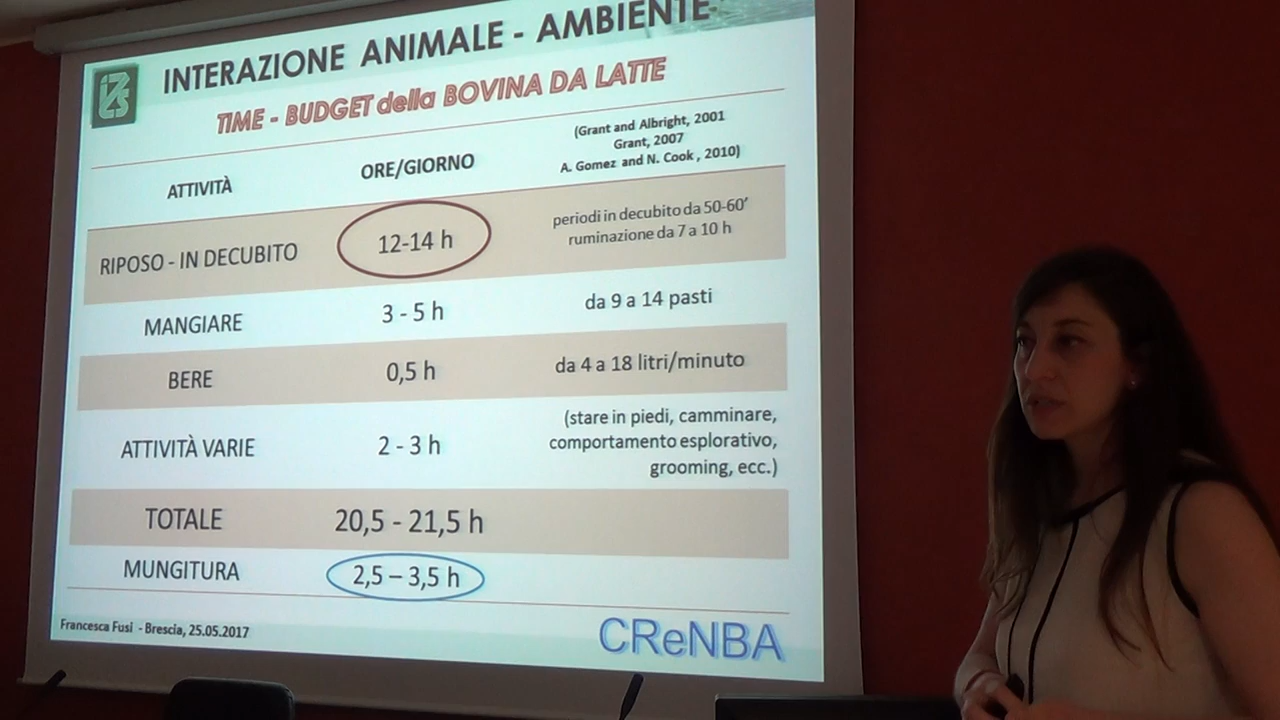 IZS
INTERAZIONE ANIMALE - AMBIENTE
TIME - BUDGET della BOVINA DA LATTE
ATTIVITÀ
ORE/GIORNO
(Grant and Albright, 2001
Grant, 2007
A. Gomez and N. Cook , 2010)
RIPOSO - IN DECUBITO
12-14 h
periodi in decubito da 50-60'
ruminazione da 7 a 10 h
MANGIARE
3 - 5 h
da 9 a 14 pasti
BERE
0,5 h
da 4 a 18 litri/minuto
ATTIVITÀ VARIE
2 - 3 h
(stare in piedi, camminare,
comportamento esplorativo,
grooming, ecc.)
TOTALE
20,5 - 21,5 h
MUNGITURA
2,5 – 3,5 h
Francesca Fusi - Brescia, 25.05.2017
CReNBA